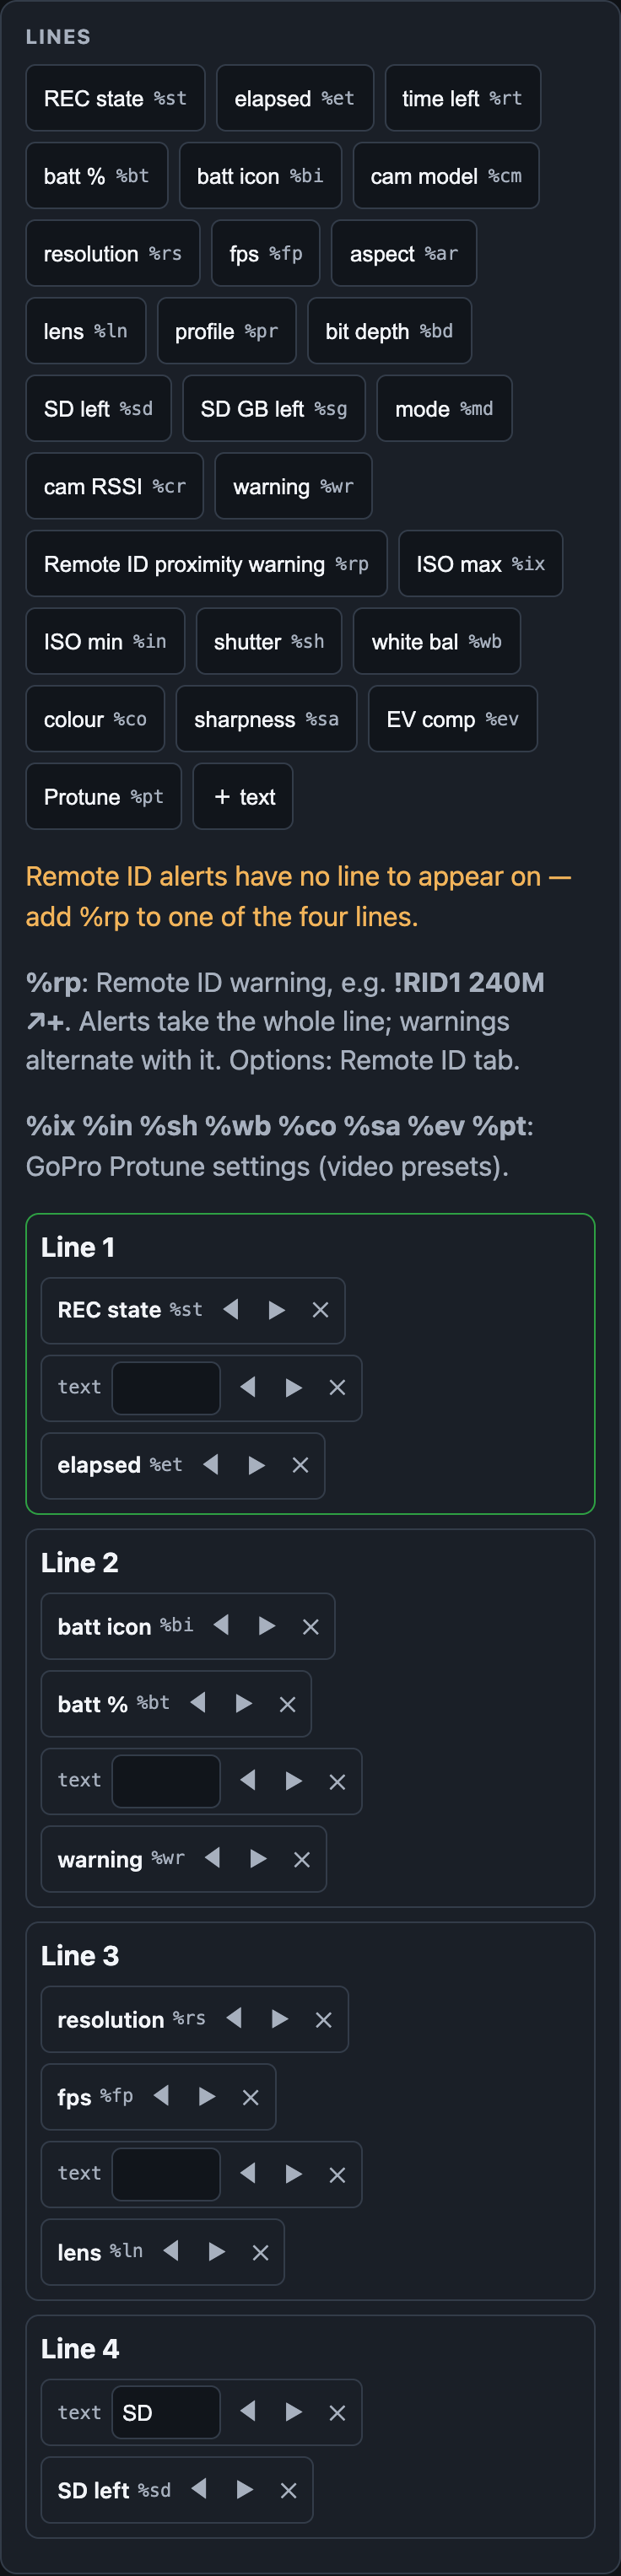 LINES
REC state %st elapsed %et time left %rt
batt % %bt batt icon %bi cam model %cm
resolution %rs fps %fp aspect %ar
lens %ln profile %pr bit depth %bd
SD left %sd SD GB left %sg mode %md
cam RSSI %cr warning %wr
Remote ID proximity warning %rp ISO max %ix
ISO min %in shutter %sh white bal %wb
colour %co sharpness %sa EV comp %ev
Protune %pt + text
Remote ID alerts have no line to appear on —
add %rp to one of the four lines.
%rp: Remote ID warning, e.g. !RID1 240M
↗+. Alerts take the whole line; warnings
alternate with it. Options: Remote ID tab.
%ix %in %sh %wb %co %sa %ev %pt:
GoPro Protune settings (video presets).
Line 1
REC state %st ◀ ▶ ×
text ◀ ▶ ×
elapsed %et ◀ ▶ ×
Line 2
batt icon %bi ◀ ▶ ×
batt % %bt ◀ ▶ ×
text ◀ ▶ ×
warning %wr ◀ ▶ ×
Line 3
resolution %rs ◀ ▶ ×
fps %fp ◀ ▶ ×
text ◀ ▶ ×
lens %ln ◀ ▶ ×
Line 4
text SD ◀ ▶ ×
SD left %sd ◀ ▶ ×